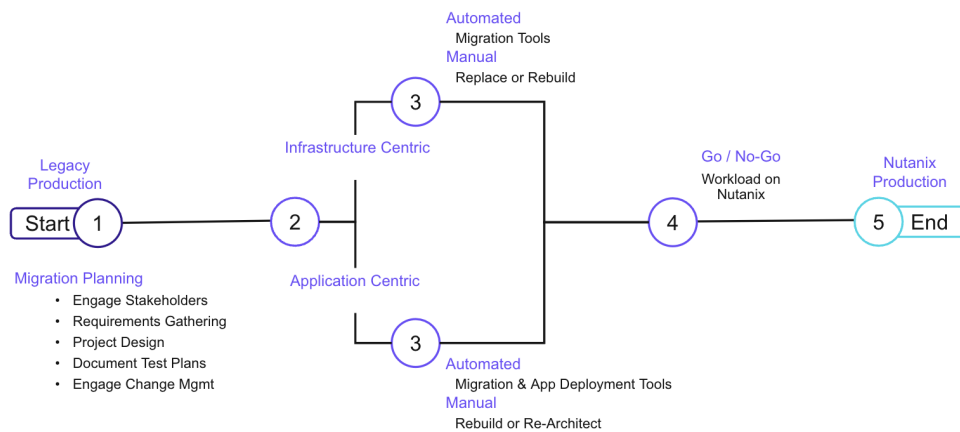 Automated
Migration Tools
Manual
Replace or Rebuild
3
Infrastructure Centric
Legacy
Production
Start
1
2
Go / No-Go
Workload on
Nutanix
4
Nutanix
Production
5
End
Migration Planning
• Engage Stakeholders
• Requirements Gathering
• Project Design
• Document Test Plans
• Engage Change Mgmt
Application Centric
3
Automated
Migration & App Deployment Tools
Manual
Rebuild or Re-Architect